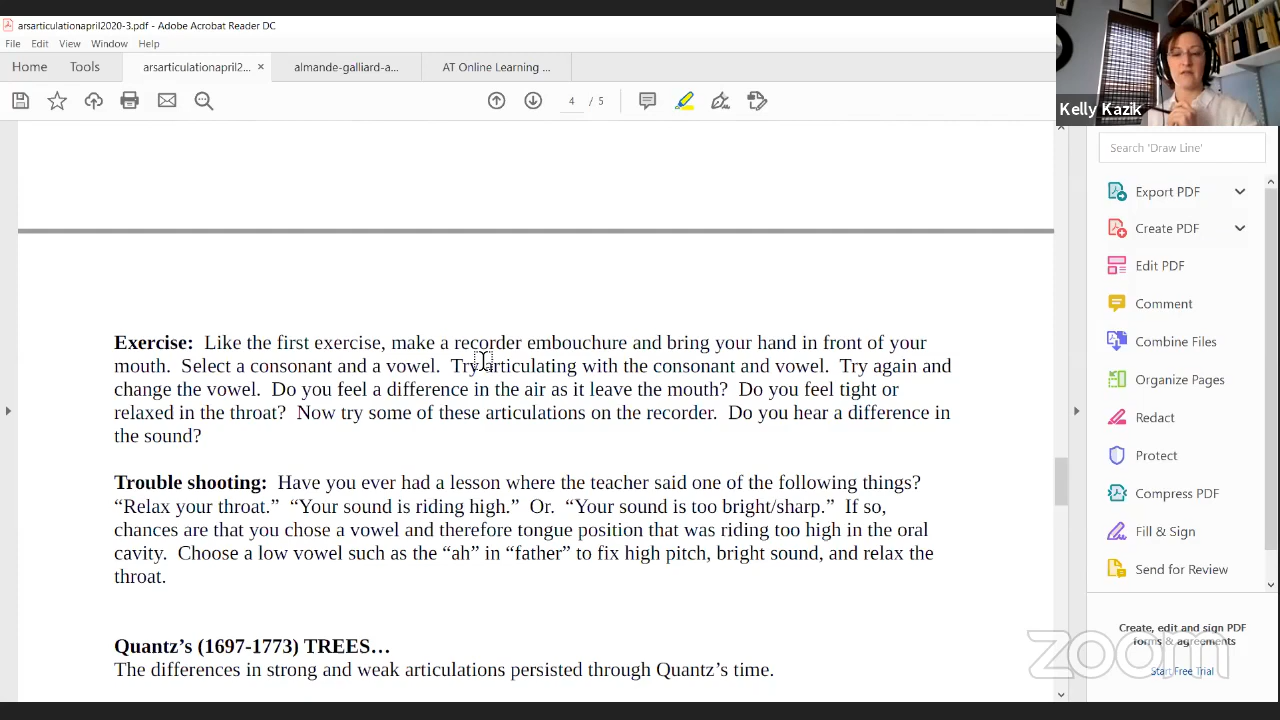 arsarticulationapril2020-3.pdf - Adobe Acrobat Reader DC
File Edit View Window Help
Home Tools arsarticulationapril2... × almande-galliard-a... AT Online Learning ...
4 / 5
Kelly Kazik
Search 'Draw Line'
Export PDF
Create PDF
Edit PDF
Comment
Combine Files
Organize Pages
Redact
Protect
Compress PDF
Fill & Sign
Send for Review
Create, edit and sign PDF
forms & agreements
Start Free Trial
zoom
Exercise: Like the first exercise, make a recorder embouchure and bring your hand in front of your
mouth. Select a consonant and a vowel. Try articulating with the consonant and vowel. Try again and
change the vowel. Do you feel a difference in the air as it leave the mouth? Do you feel tight or
relaxed in the throat? Now try some of these articulations on the recorder. Do you hear a difference in
the sound?
Trouble shooting: Have you ever had a lesson where the teacher said one of the following things?
“Relax your throat.” “Your sound is riding high.” Or. “Your sound is too bright/sharp.” If so,
chances are that you chose a vowel and therefore tongue position that was riding too high in the oral
cavity. Choose a low vowel such as the “ah” in “father” to fix high pitch, bright sound, and relax the
throat.
Quantz’s (1697-1773) TREES…
The differences in strong and weak articulations persisted through Quantz’s time.